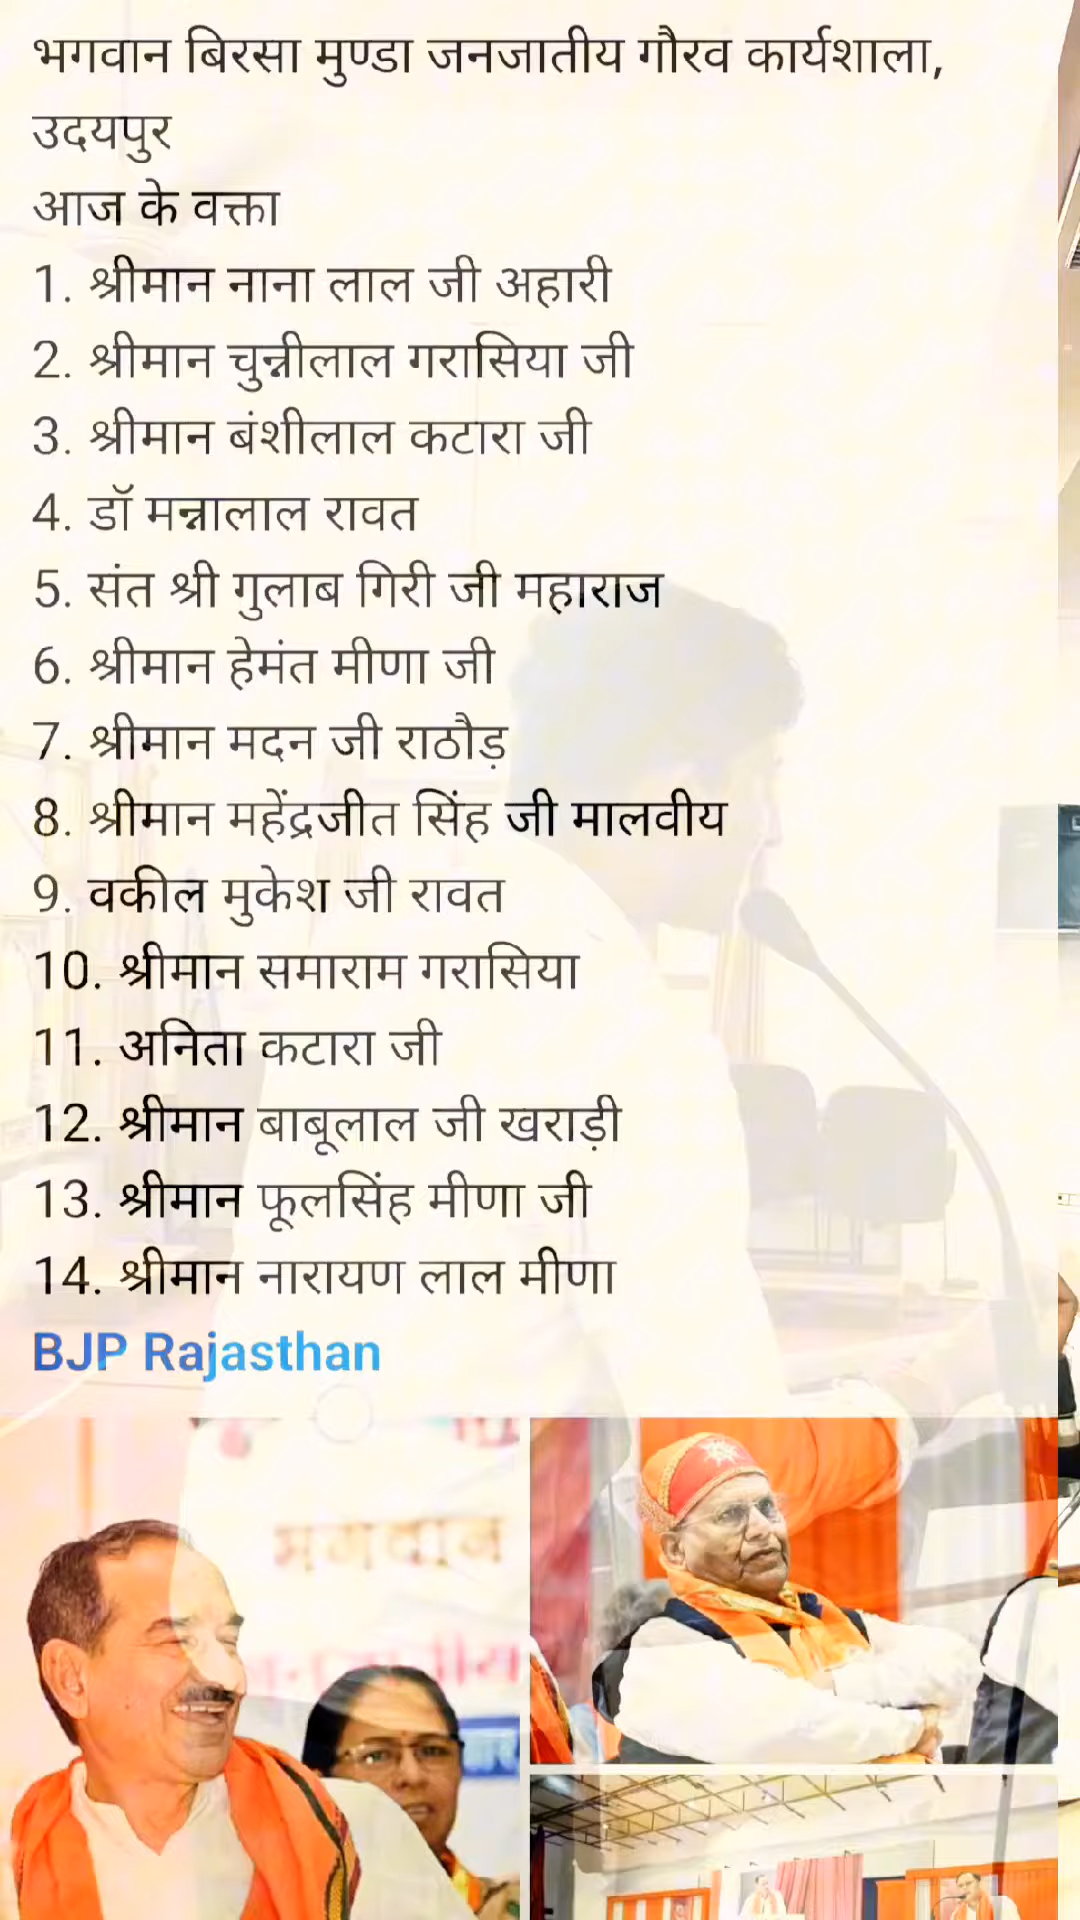 भगवान बिरसा मुण्डा जनजातीय गौरव कार्यशाला,
उदयपुर
आज के वक्ता
1. श्रीमान नाना लाल जी अहारी
2. श्रीमान चुन्नीलाल गरासिया जी
3. श्रीमान बंशीलाल कटारा जी
4. डॉ मन्नालाल रावत
5. संत श्री गुलाब गिरी जी महाराज
6. श्रीमान हेमंत मीणा जी
7. श्रीमान मदन जी राठौड़
8. श्रीमान महेंद्रजीत सिंह जी मालवीय
9. वकील मुकेश जी रावत
10. श्रीमान समाराम गरासिया
11. अनिता कटारा जी
12. श्रीमान बाबूलाल जी खराड़ी
13. श्रीमान फूलसिंह मीणा जी
14. श्रीमान नारायण लाल मीणा
BJP Rajasthan
भगवान